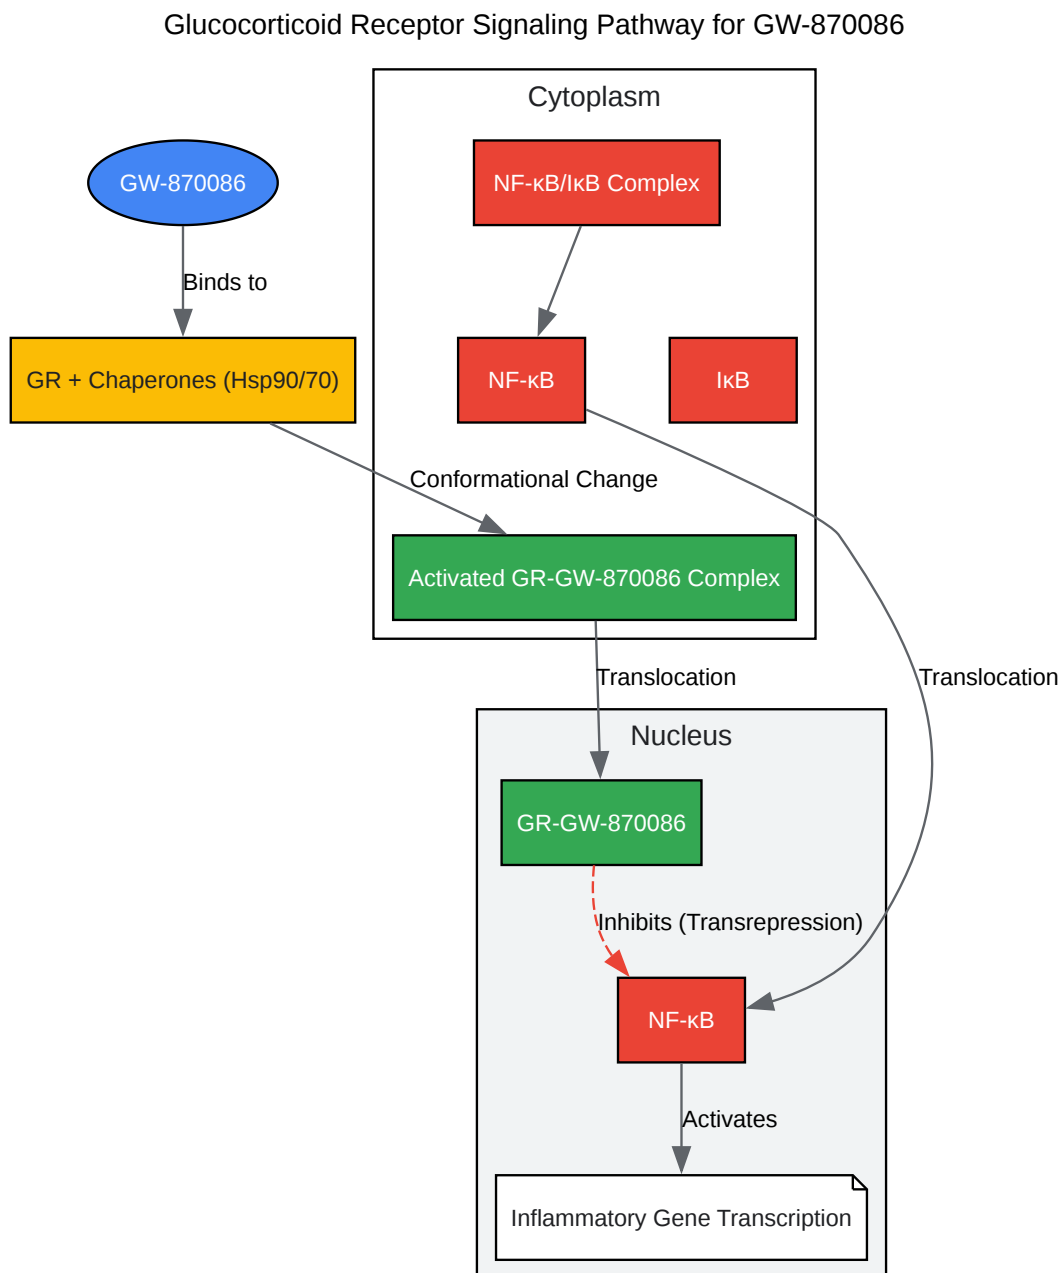 Glucocorticoid Receptor Signaling Pathway for GW-870086
Cytoplasm
GW-870086
NF-κB/IκB Complex
Binds to
GR + Chaperones (Hsp90/70)
NF-κB
IκB
Conformational Change
Activated GR-GW-870086 Complex
Translocation
Translocation
Nucleus
GR-GW-870086
Inhibits (Transrepression)
NF-κB
Activates
Inflammatory Gene Transcription